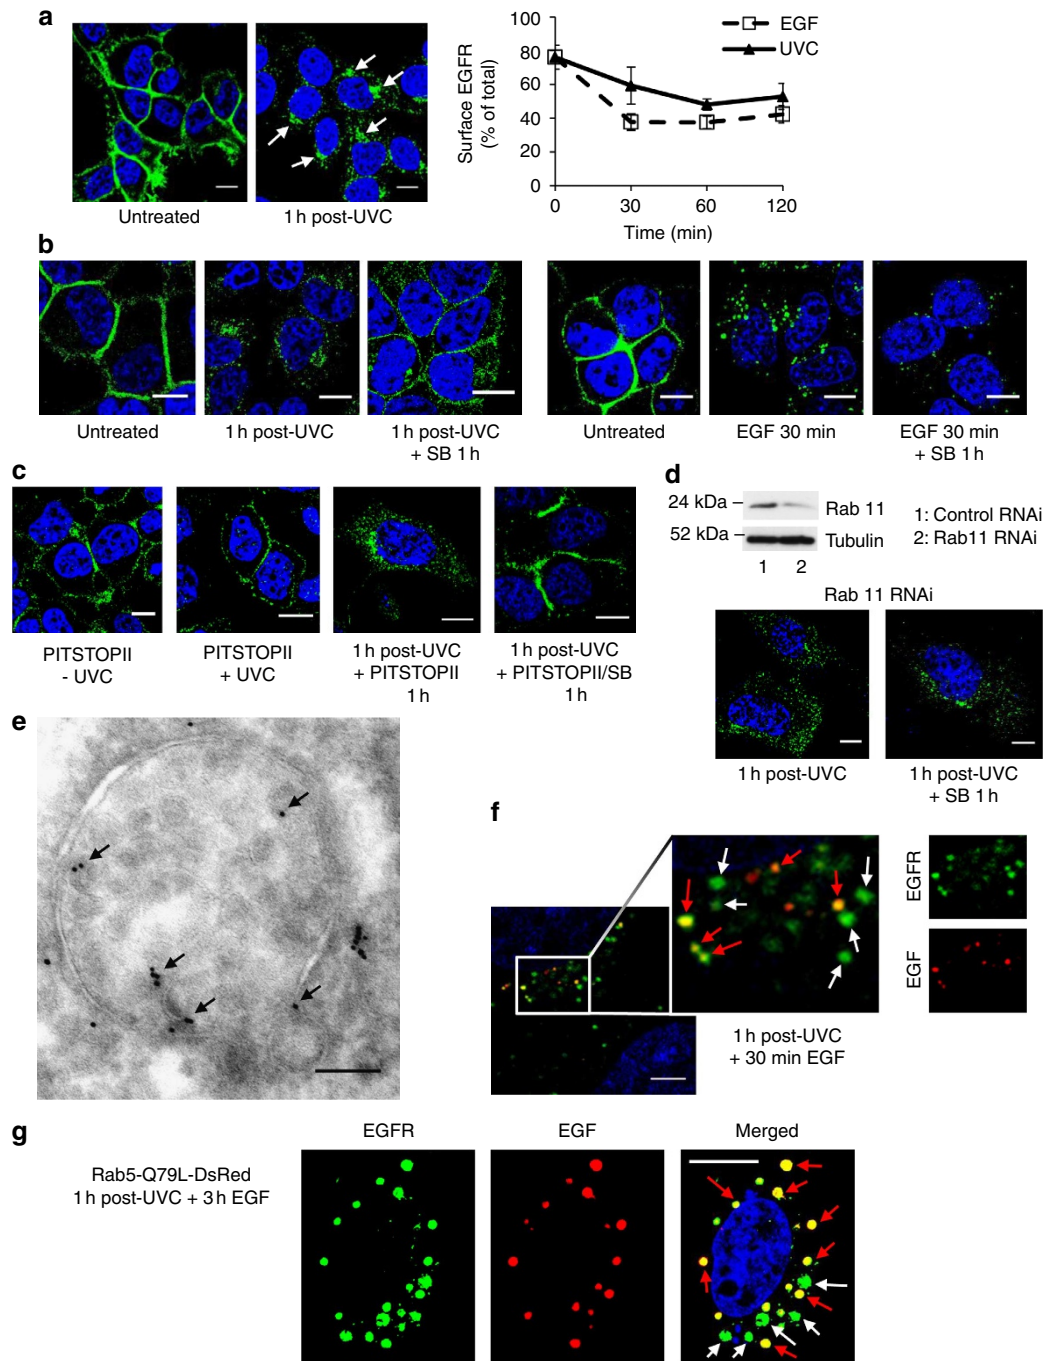 a
Untreated
1 h post-UVC
Surface EGFR
(% of total)
100
80
60
40
20
0
0
30
60
120
Time (min)
EGF
UVC
b
Untreated
1 h post-UVC
1 h post-UVC
+ SB 1 h
Untreated
EGF 30 min
EGF 30 min
+ SB 1 h
c
PITSTOPII
- UVC
PITSTOPII
+ UVC
1 h post-UVC
+ PITSTOPII
1 h
1 h post-UVC
+ PITSTOPII/SB
1 h
d
24 kDa
Rab 11
52 kDa
Tubulin
1
2
1: Control RNAi
2: Rab11 RNAi
Rab 11 RNAi
1 h post-UVC
1 h post-UVC
+ SB 1 h
e
f
1 h post-UVC
+ 30 min EGF
EGFR
EGF
g
Rab5-Q79L-DsRed
1 h post-UVC + 3 h EGF
EGFR
EGF
Merged